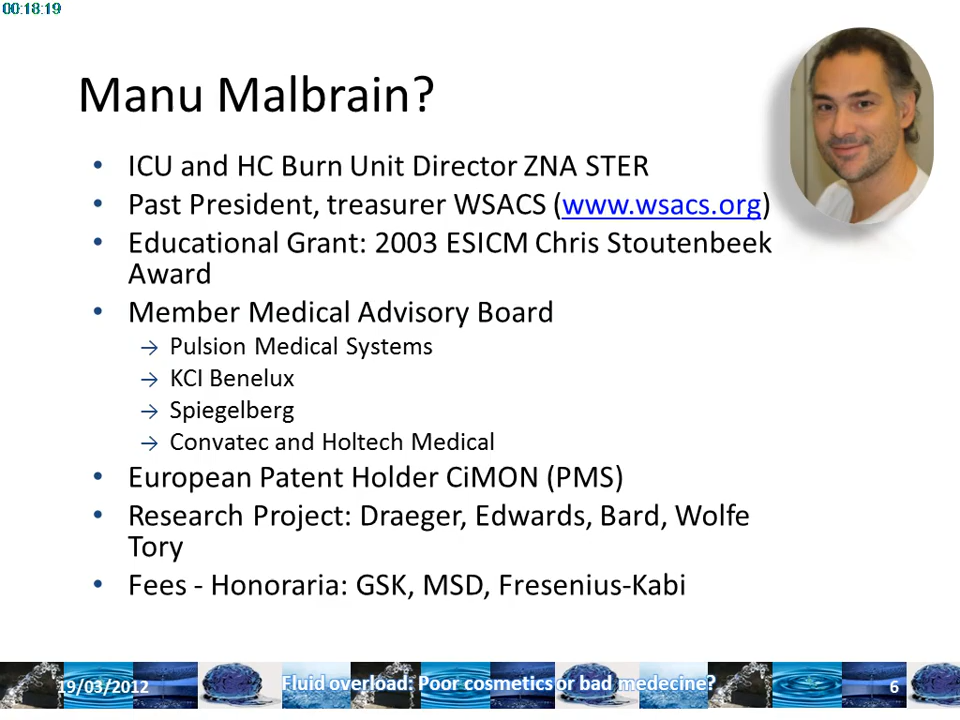 00:18:19
Manu Malbrain?
• ICU and HC Burn Unit Director ZNA STER
• Past President, treasurer WSACS (www.wsacs.org)
• Educational Grant: 2003 ESICM Chris Stoutenbeek
Award
• Member Medical Advisory Board
→ Pulsion Medical Systems
→ KCI Benelux
→ Spiegelberg
→ Convatec and Holtech Medical
• European Patent Holder CiMON (PMS)
• Research Project: Draeger, Edwards, Bard, Wolfe
Tory
• Fees - Honoraria: GSK, MSD, Fresenius-Kabi
19/03/2012 Fluid overload: Poor cosmetics or bad medecine? 6